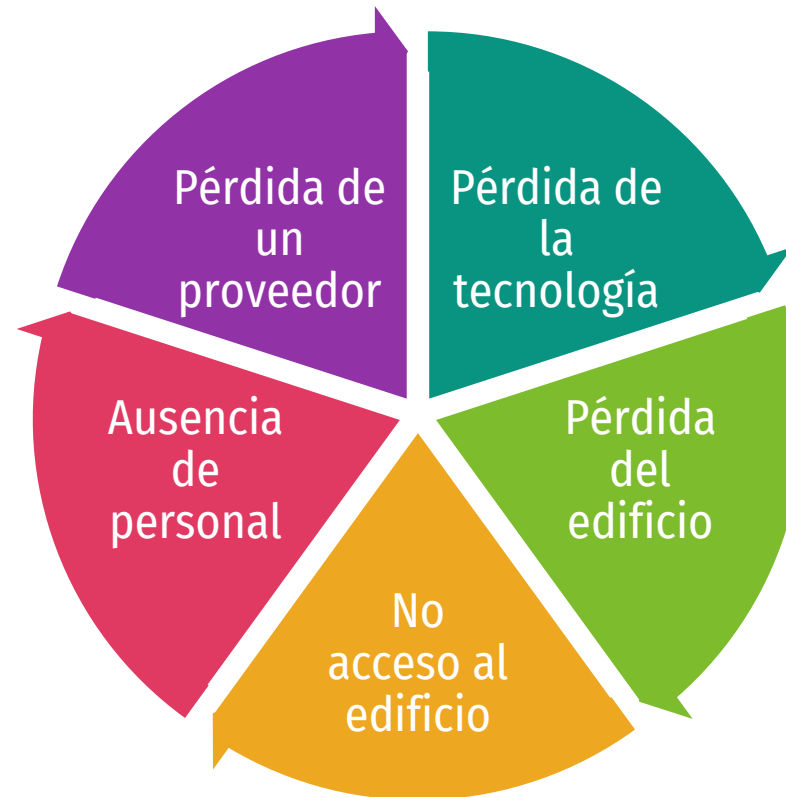 Pérdida de
un
proveedor
Pérdida de
la
tecnología
Pérdida
del
edificio
No
acceso al
edificio
Ausencia
de
personal